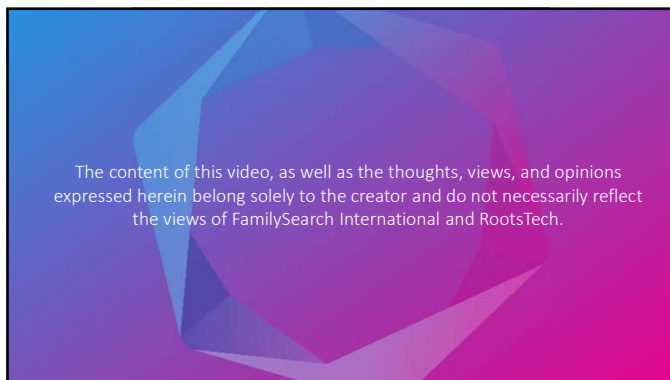 The content of this video, as well as the thoughts, views, and opinions
expressed herein belong solely to the creator and do not necessarily reflect
the views of FamilySearch International and RootsTech.